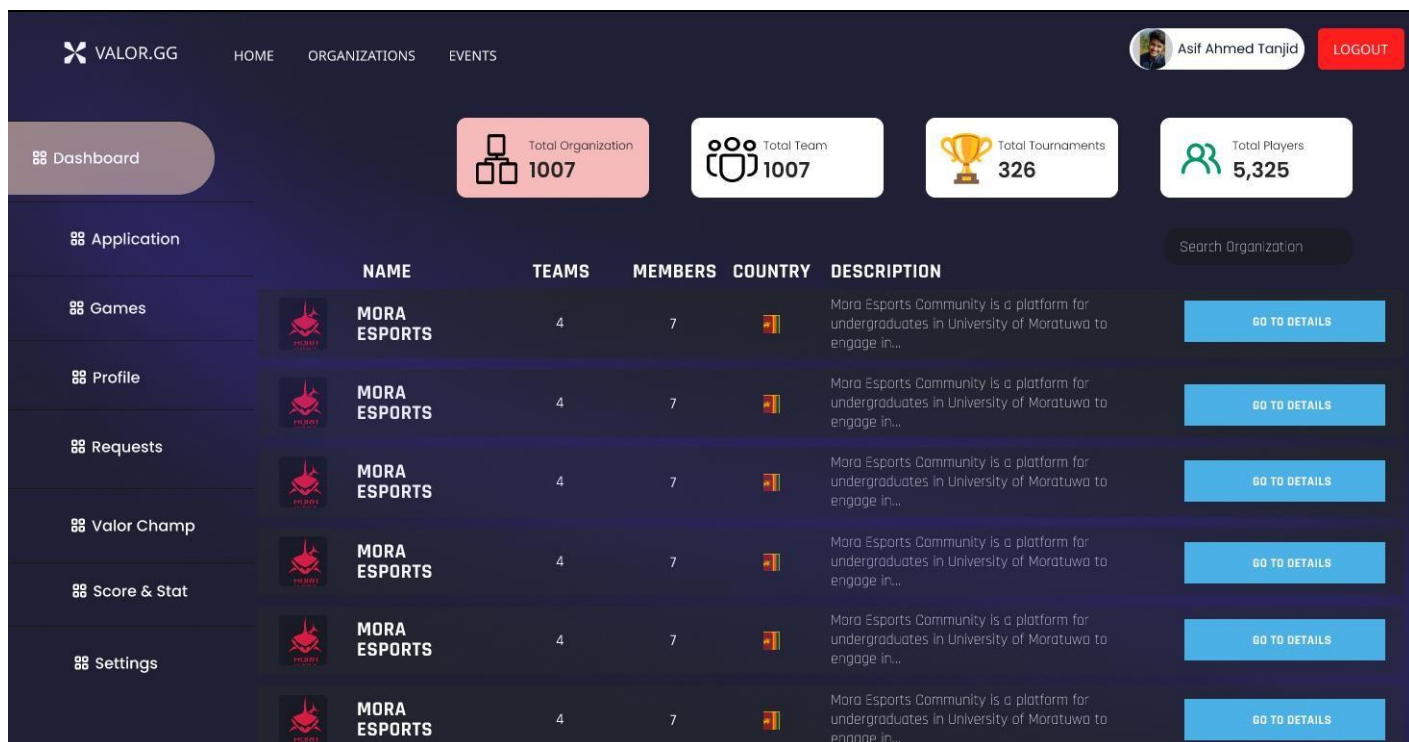 VALOR.GG
HOME ORGANIZATIONS EVENTS
Asif Ahmed Tanjid
LOGOUT
Dashboard
Application
Games
Profile
Requests
Valor Champ
Score & Stat
Settings
Total Organization
1007
Total Team
1007
Total Tournaments
326
Total Players
5,325
Search Organization
NAME TEAMS MEMBERS COUNTRY DESCRIPTION
MORA
ESPORTS
4
7
Mora Esports Community is a platform for
undergraduates in University of Moratuwa to
engage in...
GO TO DETAILS
MORA
ESPORTS
4
7
Mora Esports Community is a platform for
undergraduates in University of Moratuwa to
engage in...
GO TO DETAILS
MORA
ESPORTS
4
7
Mora Esports Community is a platform for
undergraduates in University of Moratuwa to
engage in...
GO TO DETAILS
MORA
ESPORTS
4
7
Mora Esports Community is a platform for
undergraduates in University of Moratuwa to
engage in...
GO TO DETAILS
MORA
ESPORTS
4
7
Mora Esports Community is a platform for
undergraduates in University of Moratuwa to
engage in...
GO TO DETAILS
MORA
ESPORTS
4
7
Mora Esports Community is a platform for
undergraduates in University of Moratuwa to
engage in...
GO TO DETAILS